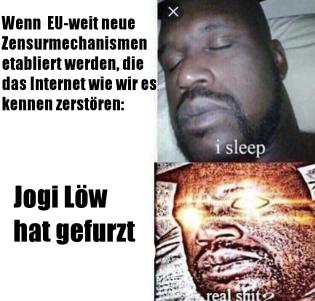 Wenn EU-weit neue
Zensurmechanismen
etabliert werden, die
das Internet wie wir es
kennen zerstören:
i sleep
Jogi Löw
hat gefurzt
real shit?